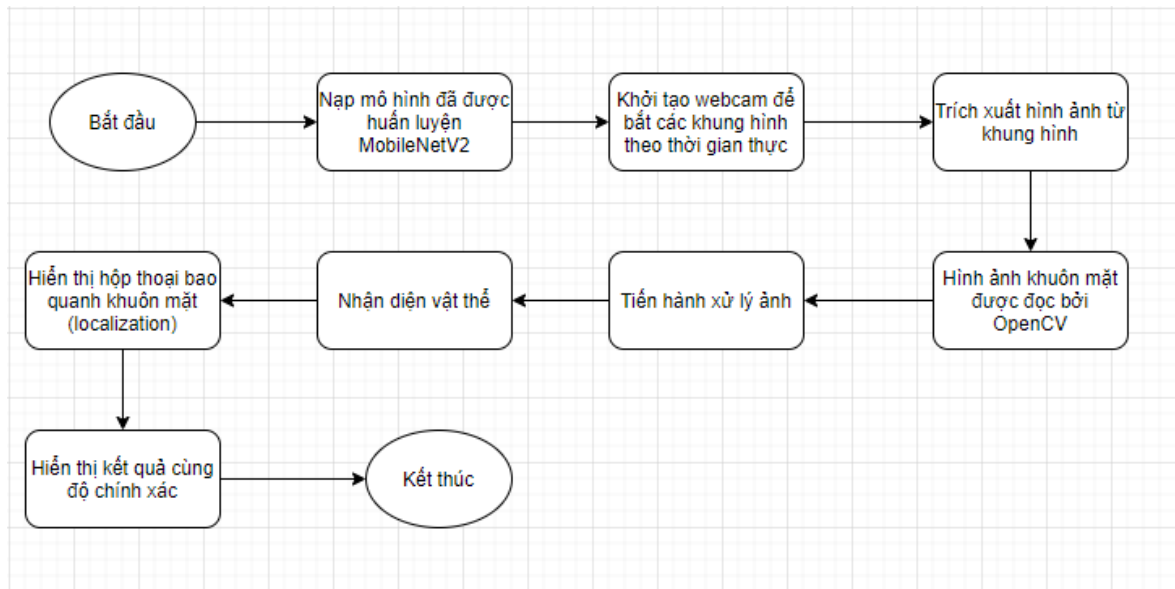 Bắt đầu
Nạp mô hình đã được
huấn luyện
MobileNetV2
Khởi tạo webcam để
bắt các khung hình
theo thời gian thực
Trích xuất hình ảnh từ
khung hình
Hình ảnh khuôn mặt
được đọc bởi
OpenCV
Tiến hành xử lý ảnh
Nhận diện vật thể
Hiển thị hộp thoại bao
quanh khuôn mặt
(localization)
Hiển thị kết quả cùng
độ chính xác
Kết thúc